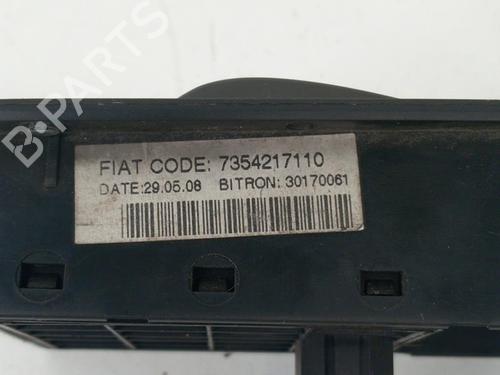 FIAT CODE: 7354217110
DATE:29.05.08 BITRON: 30170061
B-PARTS